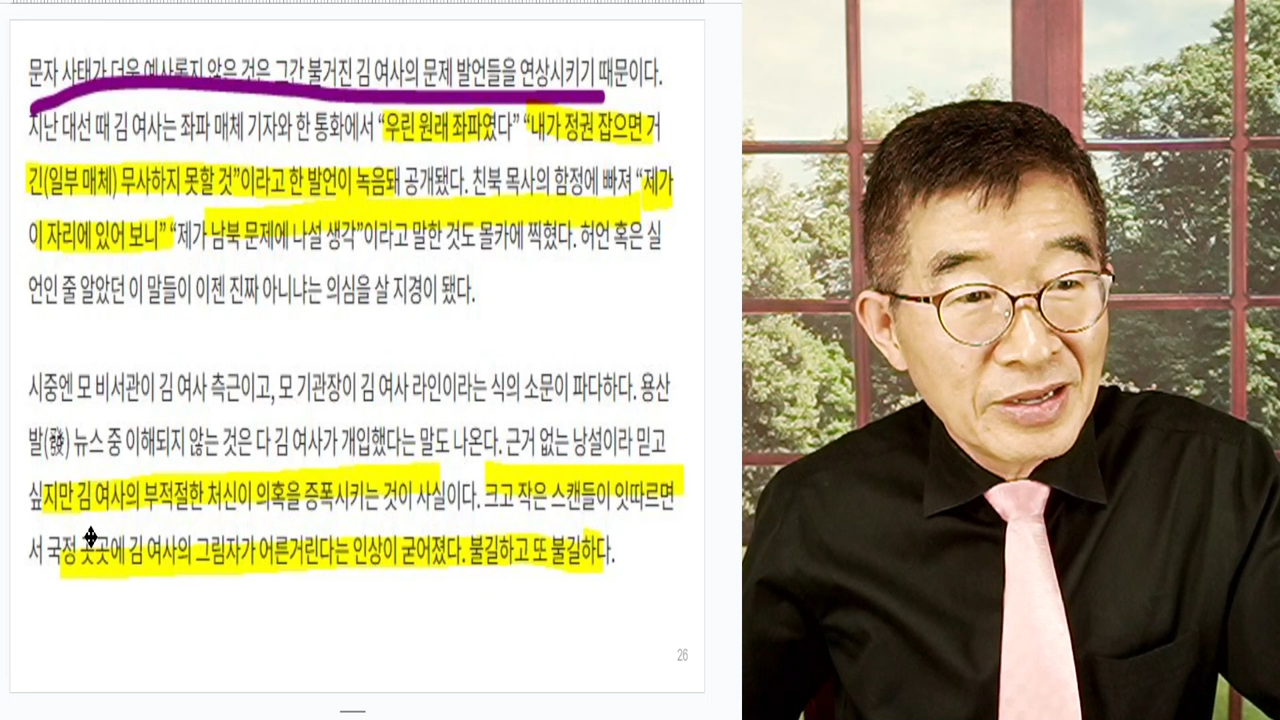 문자 사태가 더욱 예사롭지 않은 것은 그간 불거진 김 여사의 문제 발언들을 연상시키기 때문이다.
지난 대선 때 김 여사는 좌파 매체 기자와 한 통화에서 “우린 원래 좌파였다” “내가 정권 잡으면 거
긴(일부 매체) 무사하지 못할 것”이라고 한 발언이 녹음돼 공개됐다. 친북 목사의 함정에 빠져 “제가
이 자리에 있어 보니” “제가 남북 문제에 나설 생각”이라고 말한 것도 몰카에 찍혔다. 허언 혹은 실
언인 줄 알았던 이 말들이 이젠 진짜 아니냐는 의심을 살 지경이 됐다.
시중엔 모 비서관이 김 여사 측근이고, 모 기관장이 김 여사 라인이라는 식의 소문이 파다하다. 용산
발(發) 뉴스 중 이해되지 않는 것은 다 김 여사가 개입했다는 말도 나온다. 근거 없는 낭설이라 믿고
싶지만 김 여사의 부적절한 처신이 의혹을 증폭시키는 것이 사실이다. 크고 작은 스캔들이 잇따르면
서 국정 곳곳에 김 여사의 그림자가 어른거린다는 인상이 굳어졌다. 불길하고 또 불길하다.
26